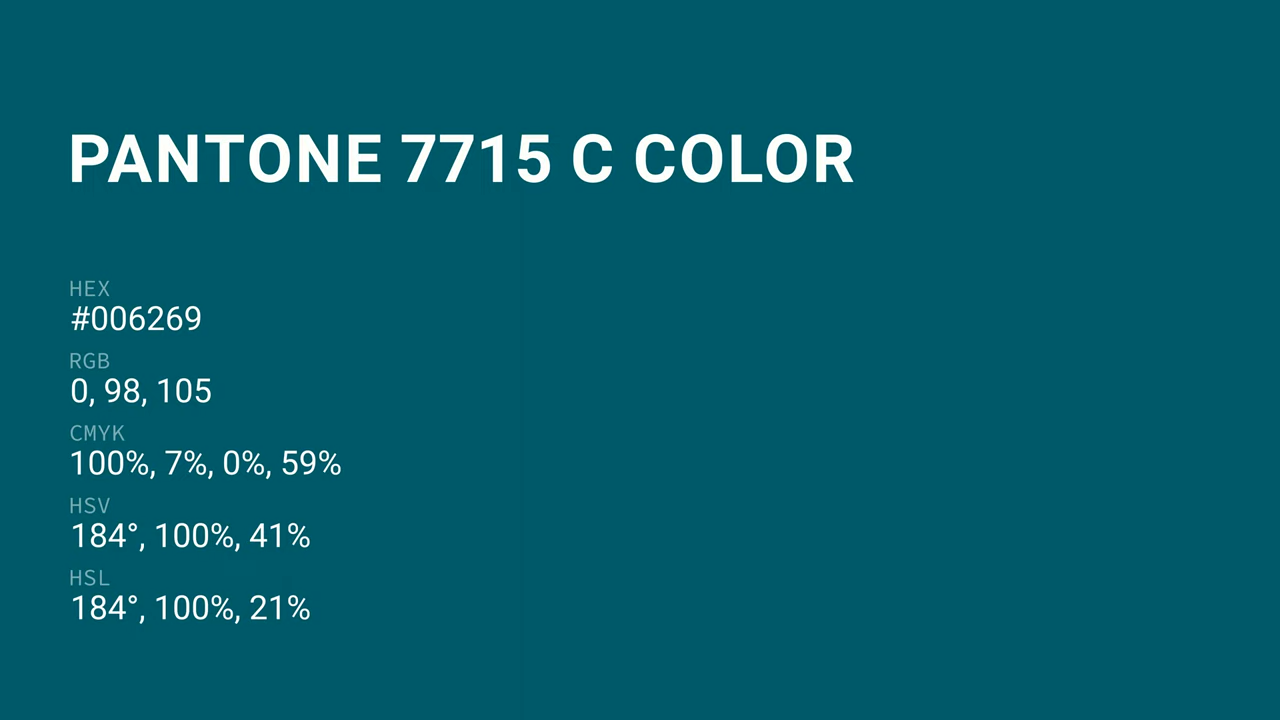 PANTONE 7715 C COLOR
HEX
#006269
RGB
0, 98, 105
CMYK
100%, 7%, 0%, 59%
HSV
184°, 100%, 41%
HSL
184°, 100%, 21%